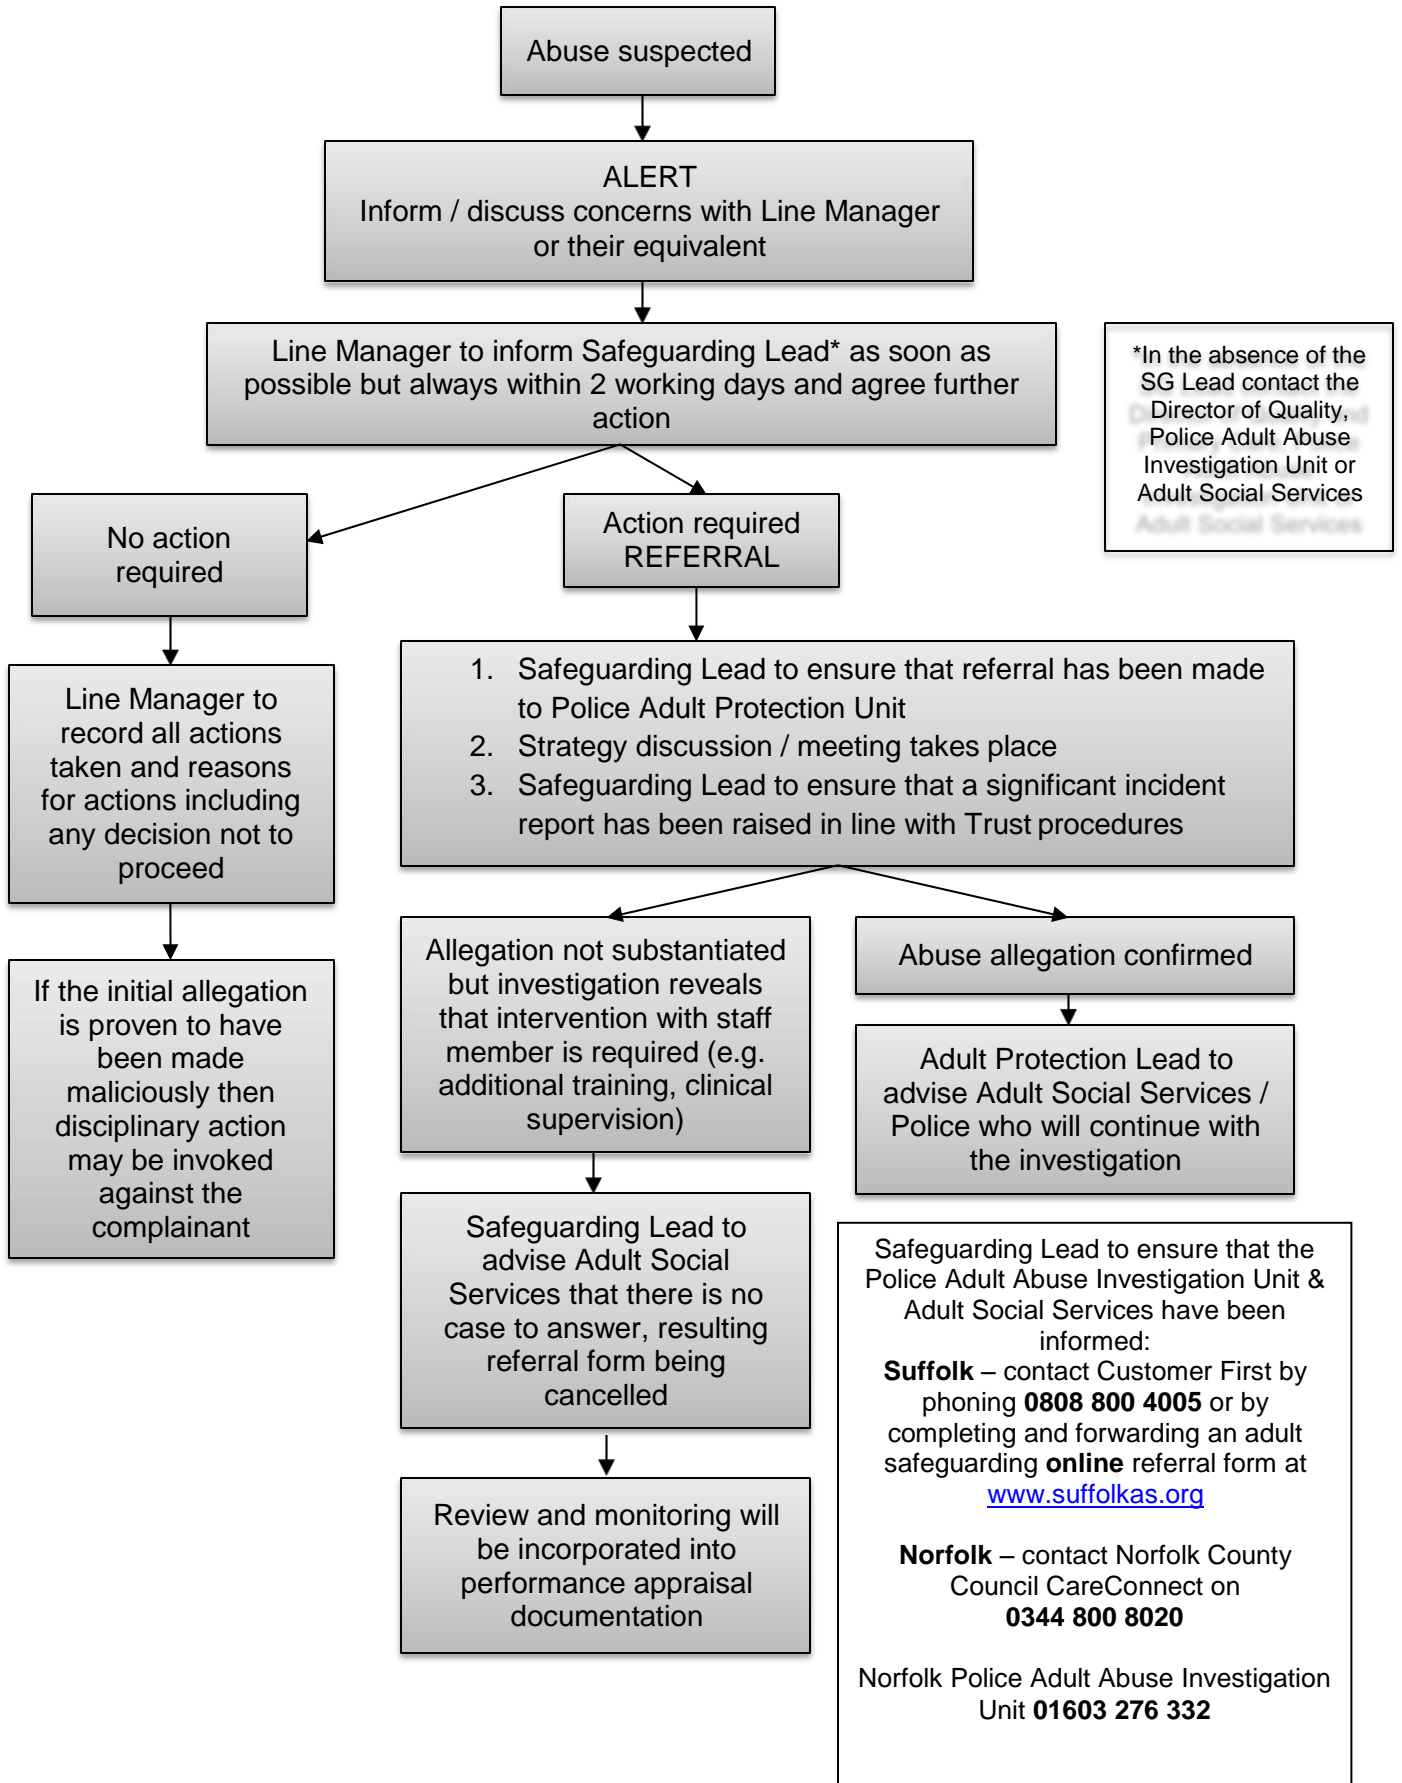 Abuse suspected
ALERT
Inform / discuss concerns with Line Manager
or their equivalent
Line Manager to inform Safeguarding Lead* as soon as
possible but always within 2 working days and agree further
action
*In the absence of the
SG Lead contact the
Director of Quality,
Police Adult Abuse
Investigation Unit or
Adult Social Services
No action
required
Action required
REFERRAL
Line Manager to
record all actions
taken and reasons
for actions including
any decision not to
proceed
1. Safeguarding Lead to ensure that referral has been made
to Police Adult Protection Unit
2. Strategy discussion / meeting takes place
3. Safeguarding Lead to ensure that a significant incident
report has been raised in line with Trust procedures
If the initial allegation
is proven to have
been made
maliciously then
disciplinary action
may be invoked
against the
complainant
Allegation not substantiated
but investigation reveals
that intervention with staff
member is required (e.g.
additional training, clinical
supervision)
Abuse allegation confirmed
Adult Protection Lead to
advise Adult Social Services /
Police who will continue with
the investigation
Safeguarding Lead to
advise Adult Social
Services that there is no
case to answer, resulting
referral form being
cancelled
Review and monitoring will
be incorporated into
performance appraisal
documentation
Safeguarding Lead to ensure that the
Police Adult Abuse Investigation Unit &
Adult Social Services have been
informed:
Suffolk – contact Customer First by
phoning 0808 800 4005 or by
completing and forwarding an adult
safeguarding online referral form at
www.suffolkas.org
Norfolk – contact Norfolk County
Council CareConnect on
0344 800 8020
Norfolk Police Adult Abuse Investigation
Unit 01603 276 332